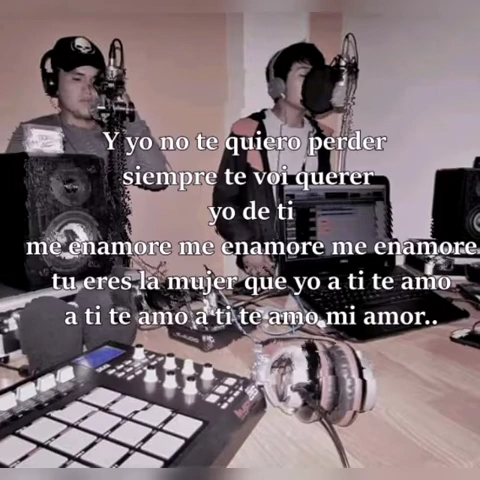 Y yo no te quiero perder
siempre te voi querer
yo de ti
me enamore me enamore me enamore
tu eres la mujer que yo a ti te amo
a ti te amo a ti te amo mi amor..